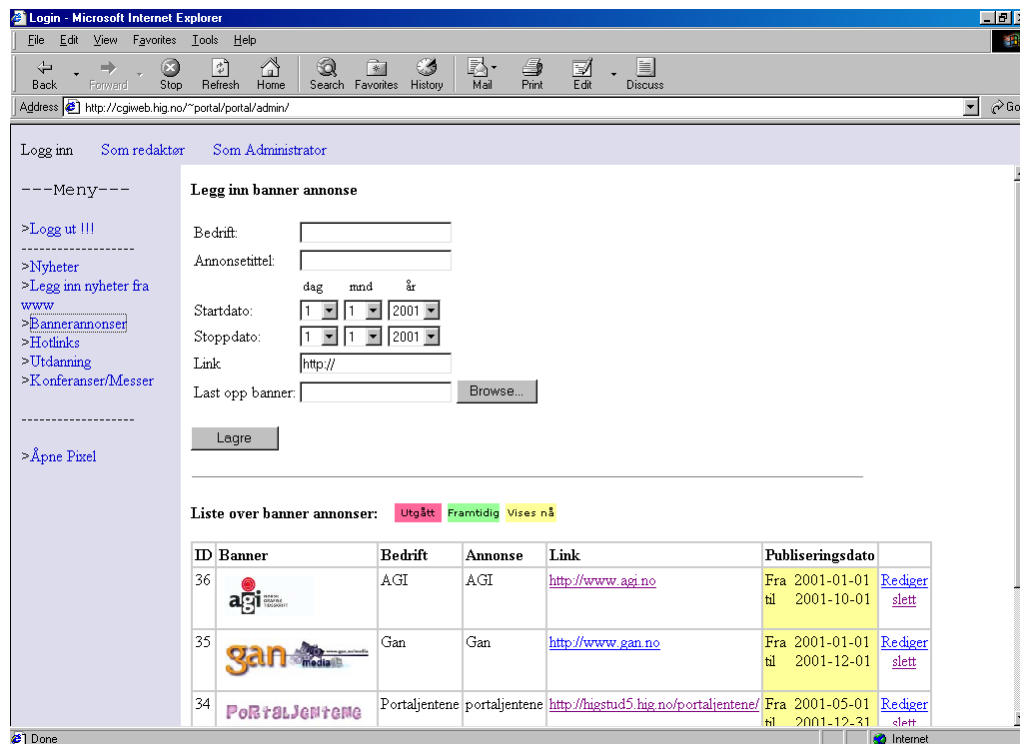 Login - Microsoft Internet Explorer
File Edit View Favorites Tools Help
Back Forward Stop Refresh Home Search Favorites History Mail Print Edit Discuss
Address http://cgiweb.hig.no/~portal/portal/admin/ Go
Logg inn Som redaktør Som Administrator
---Meny---
>Logg ut !!!
-------------------
>Nyheter
>Legg inn nyheter fra
www
>Bannerannonser
>Hotlinks
>Utdanning
>Konferanser/Messer
-------------------
>Åpne Pixel
Legg inn banner annonse
Bedrift:
Annonsetittel:
dag mnd år
Startdato: 1 1 2001
Stoppdato: 1 1 2001
Link http://
Last opp banner: Browse...
Lagre
Liste over banner annonser: Utgått Framtidig Vises nå
ID Banner Bedrift Annonse Link Publiseringsdato
36 agi AGI AGI http://www.agi.no Fra 2001-01-01 Rediger
til 2001-10-01 slett
35 gan media Gan Gan http://www.gan.no Fra 2001-01-01 Rediger
til 2001-12-01 slett
34 PoRtalJentene Portaljentene portaljentene http://higstud5.hig.no/portaljentene/ Fra 2001-05-01 Rediger
til 2001-12-31 slett
Done Internet